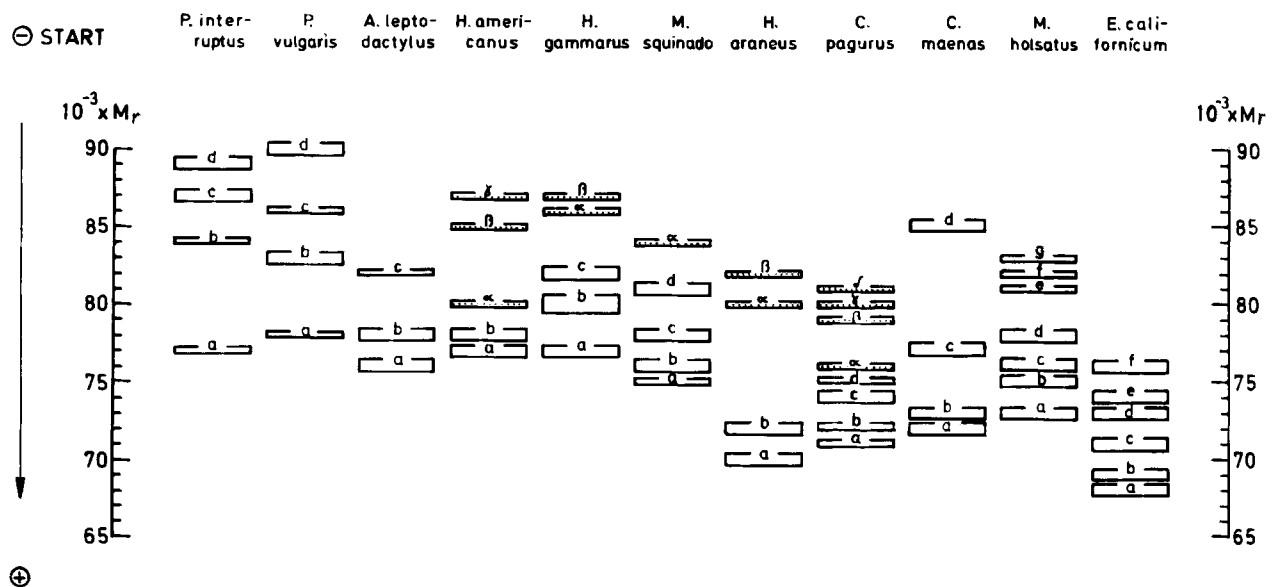 ⊖ START
P. inter-
ruptus
P.
vulgaris
A. lepto-
dactylus
H. ameri-
canus
H.
gammarus
M.
squinado
H.
araneus
C.
pagurus
C.
maenas
M.
holsatus
E. cali-
fornicum
10⁻³ x Mr
90
85
80
75
70
65
d
c
b
a
d
c
b
a
c
b
a
ɣ
β
α
b
a
β
α
c
b
a
α
d
c
b
a
β
α
b
a
δ
ɣ
β
α
d
c
b
a
d
c
b
a
g
f
e
d
c
b
a
f
e
d
c
b
a
10⁻³ x Mr
90
85
80
75
70
65
⊕